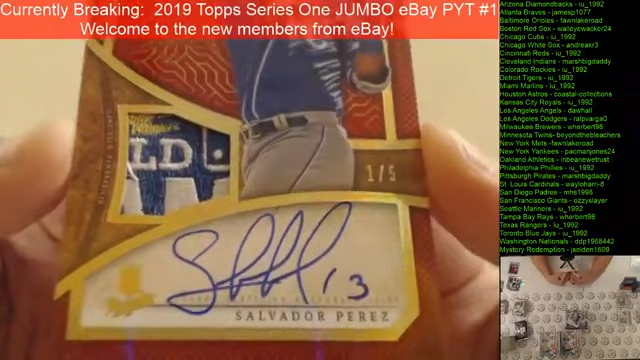 Currently Breaking: 2019 Topps Series One JUMBO eBay PYT #1
Welcome to the new members from eBay!
LD
1/5
13
SALVADOR PEREZ
Arizona Diamondbacks - iu_1992
Atlanta Braves - jamesp1077
Baltimore Orioles - fawnlakeroad
Boston Red Sox - walleyewacker24
Chicago Cubs - iu_1992
Chicago White Sox - andreakr3
Cincinnati Reds - iu_1992
Cleveland Indians - marshbigdaddy
Colorado Rockies - iu_1992
Detroit Tigers - iu_1992
Miami Marlins - iu_1992
Houston Astros - coastal-collections
Kansas City Royals - iu_1992
Los Angeles Angels - dawhall
Los Angeles Dodgers - ralpvarga0
Milwaukee Brewers - wherbert98
Minnesota Twins- beyondthebleachers
New York Mets -fawnlakeroad
New York Yankees - pacmanjones24
Oakland Athletics - inbeanewetrust
Philadelphia Phillies - iu_1992
Pittsburgh Pirates - marshbigdaddy
St. Louis Cardinals - wayloharri-8
San Diego Padres - mhs1998
San Francisco Giants - ozzyslayer
Seattle Mariners - iu_1992
Tampa Bay Rays - wherbert98
Texas Rangers - iu_1992
Toronto Blue Jays - iu_1992
Washington Nationals - ddp1968442
Mystery Redemption - jseiden1609